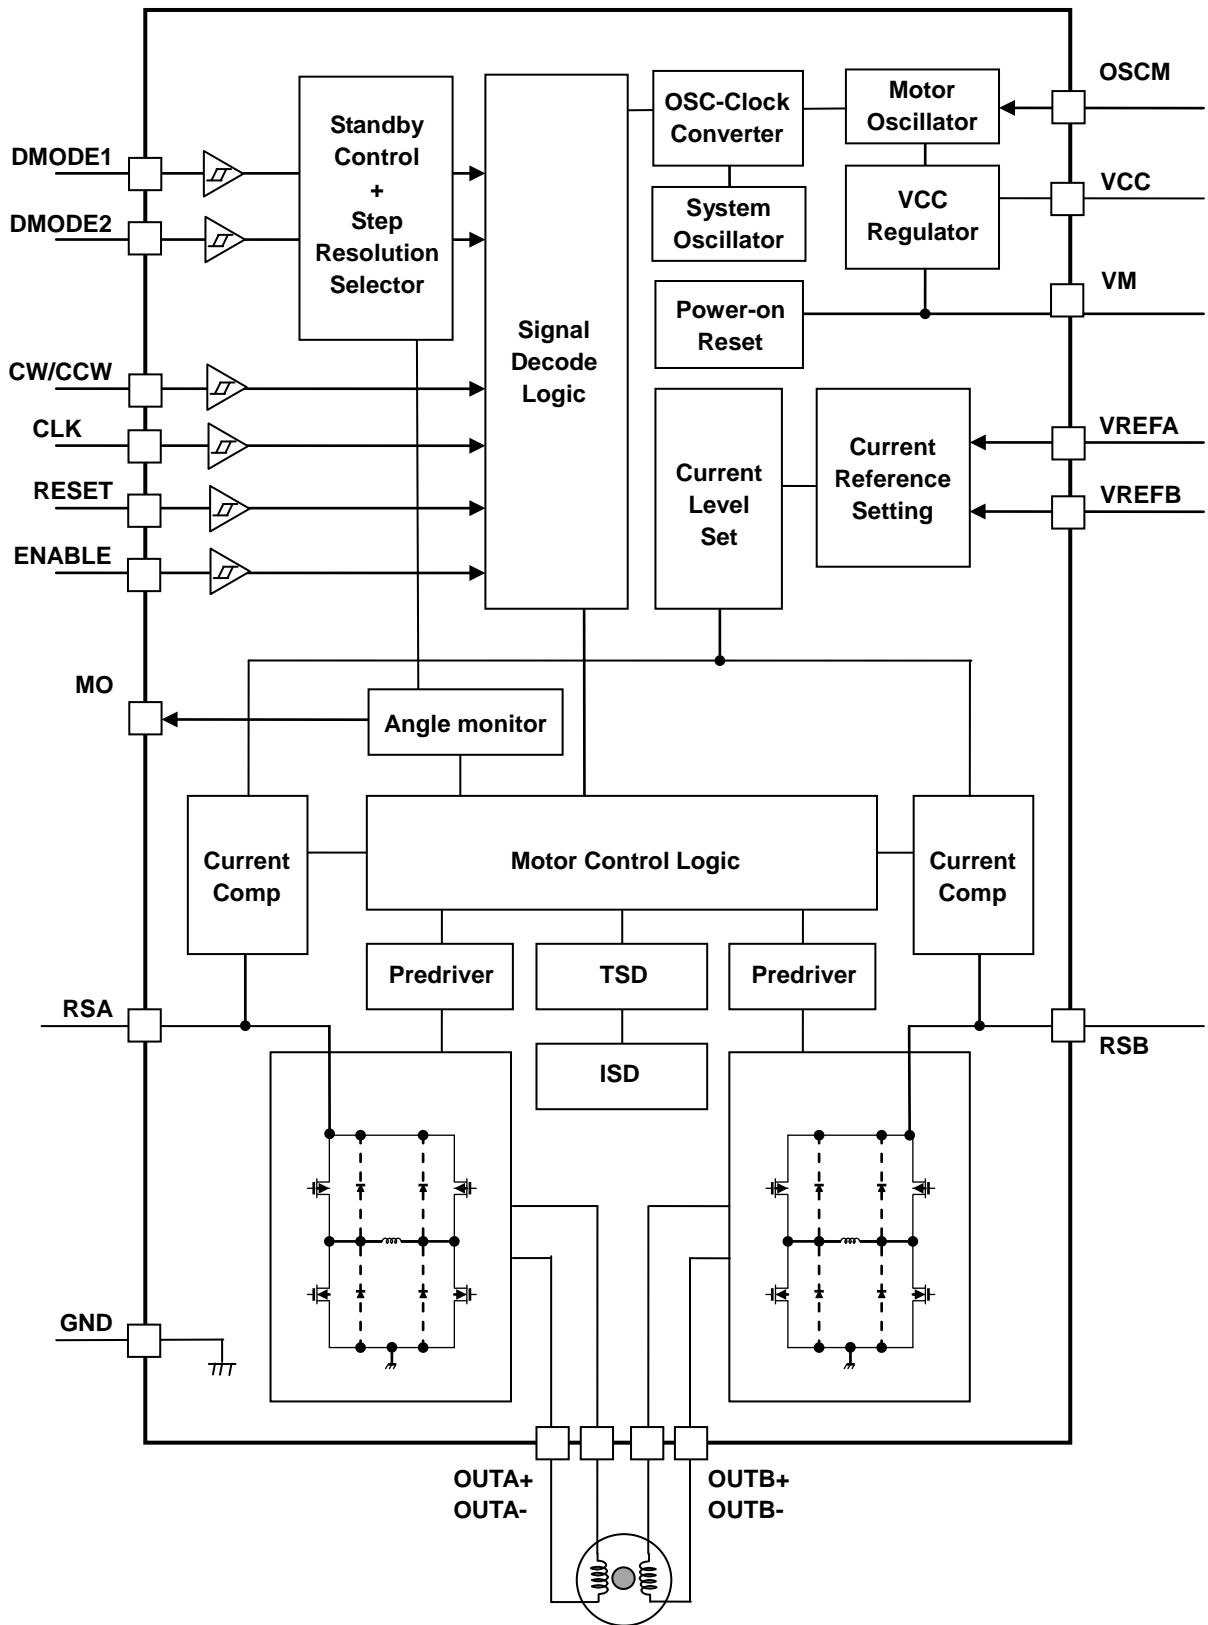 OSCM
OSC-Clock
Converter
Motor
Oscillator
Standby
Control
+
Step
Resolution
Selector
DMODE1
DMODE2
System
Oscillator
VCC
Regulator
VCC
VM
Power-on
Reset
Signal
Decode
Logic
CW/CCW
CLK
RESET
ENABLE
Current
Level
Set
Current
Reference
Setting
VREFA
VREFB
MO
Angle monitor
Current
Comp
Motor Control Logic
Current
Comp
Predriver
TSD
Predriver
RSA
RSB
ISD
GND
OUTA+
OUTA-
OUTB+
OUTB-